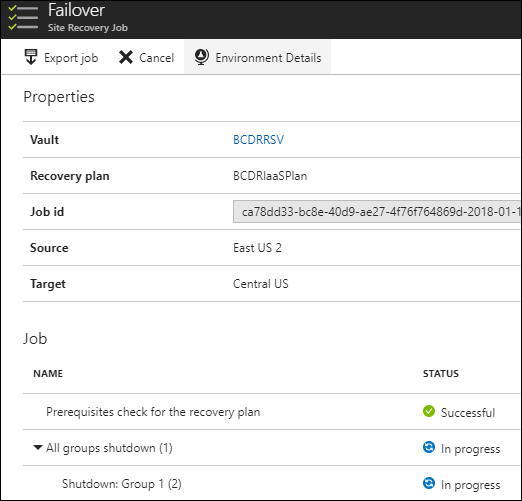 Failover
Site Recovery Job
Export job Cancel Environment Details
Properties
Vault BCDRRSV
Recovery plan BCDRIaaSPlan
Job id ca78dd33-bc8e-40d9-ae27-4f76f764869d-2018-01-1
Source East US 2
Target Central US
Job
NAME STATUS
Prerequisites check for the recovery plan Successful
All groups shutdown (1) In progress
Shutdown: Group 1 (2) In progress